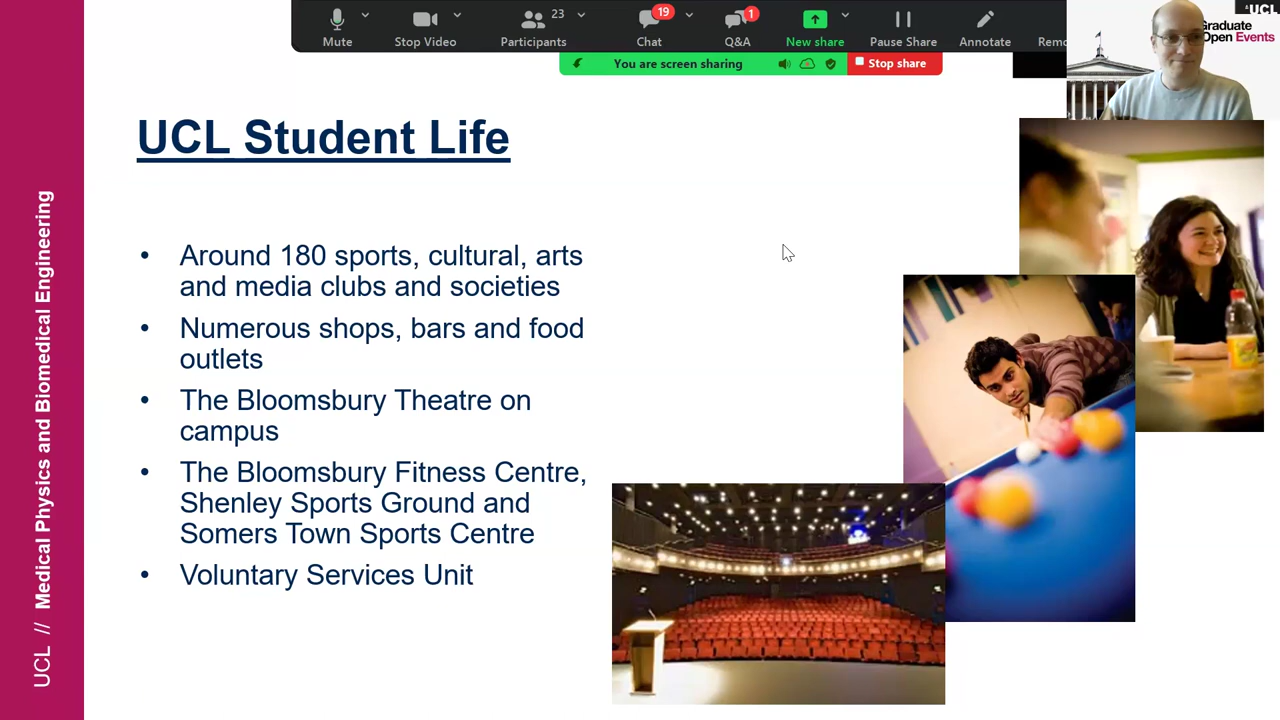 23
19
1
Mute
Stop Video
Participants
Chat
Q&A
New share
Pause Share
Annotate
You are screen sharing
Stop share
UCL
Graduate
Open Events
UCL Student Life
• Around 180 sports, cultural, arts
and media clubs and societies
• Numerous shops, bars and food
outlets
• The Bloomsbury Theatre on
campus
• The Bloomsbury Fitness Centre,
Shenley Sports Ground and
Somers Town Sports Centre
• Voluntary Services Unit
UCL // Medical Physics and Biomedical Engineering